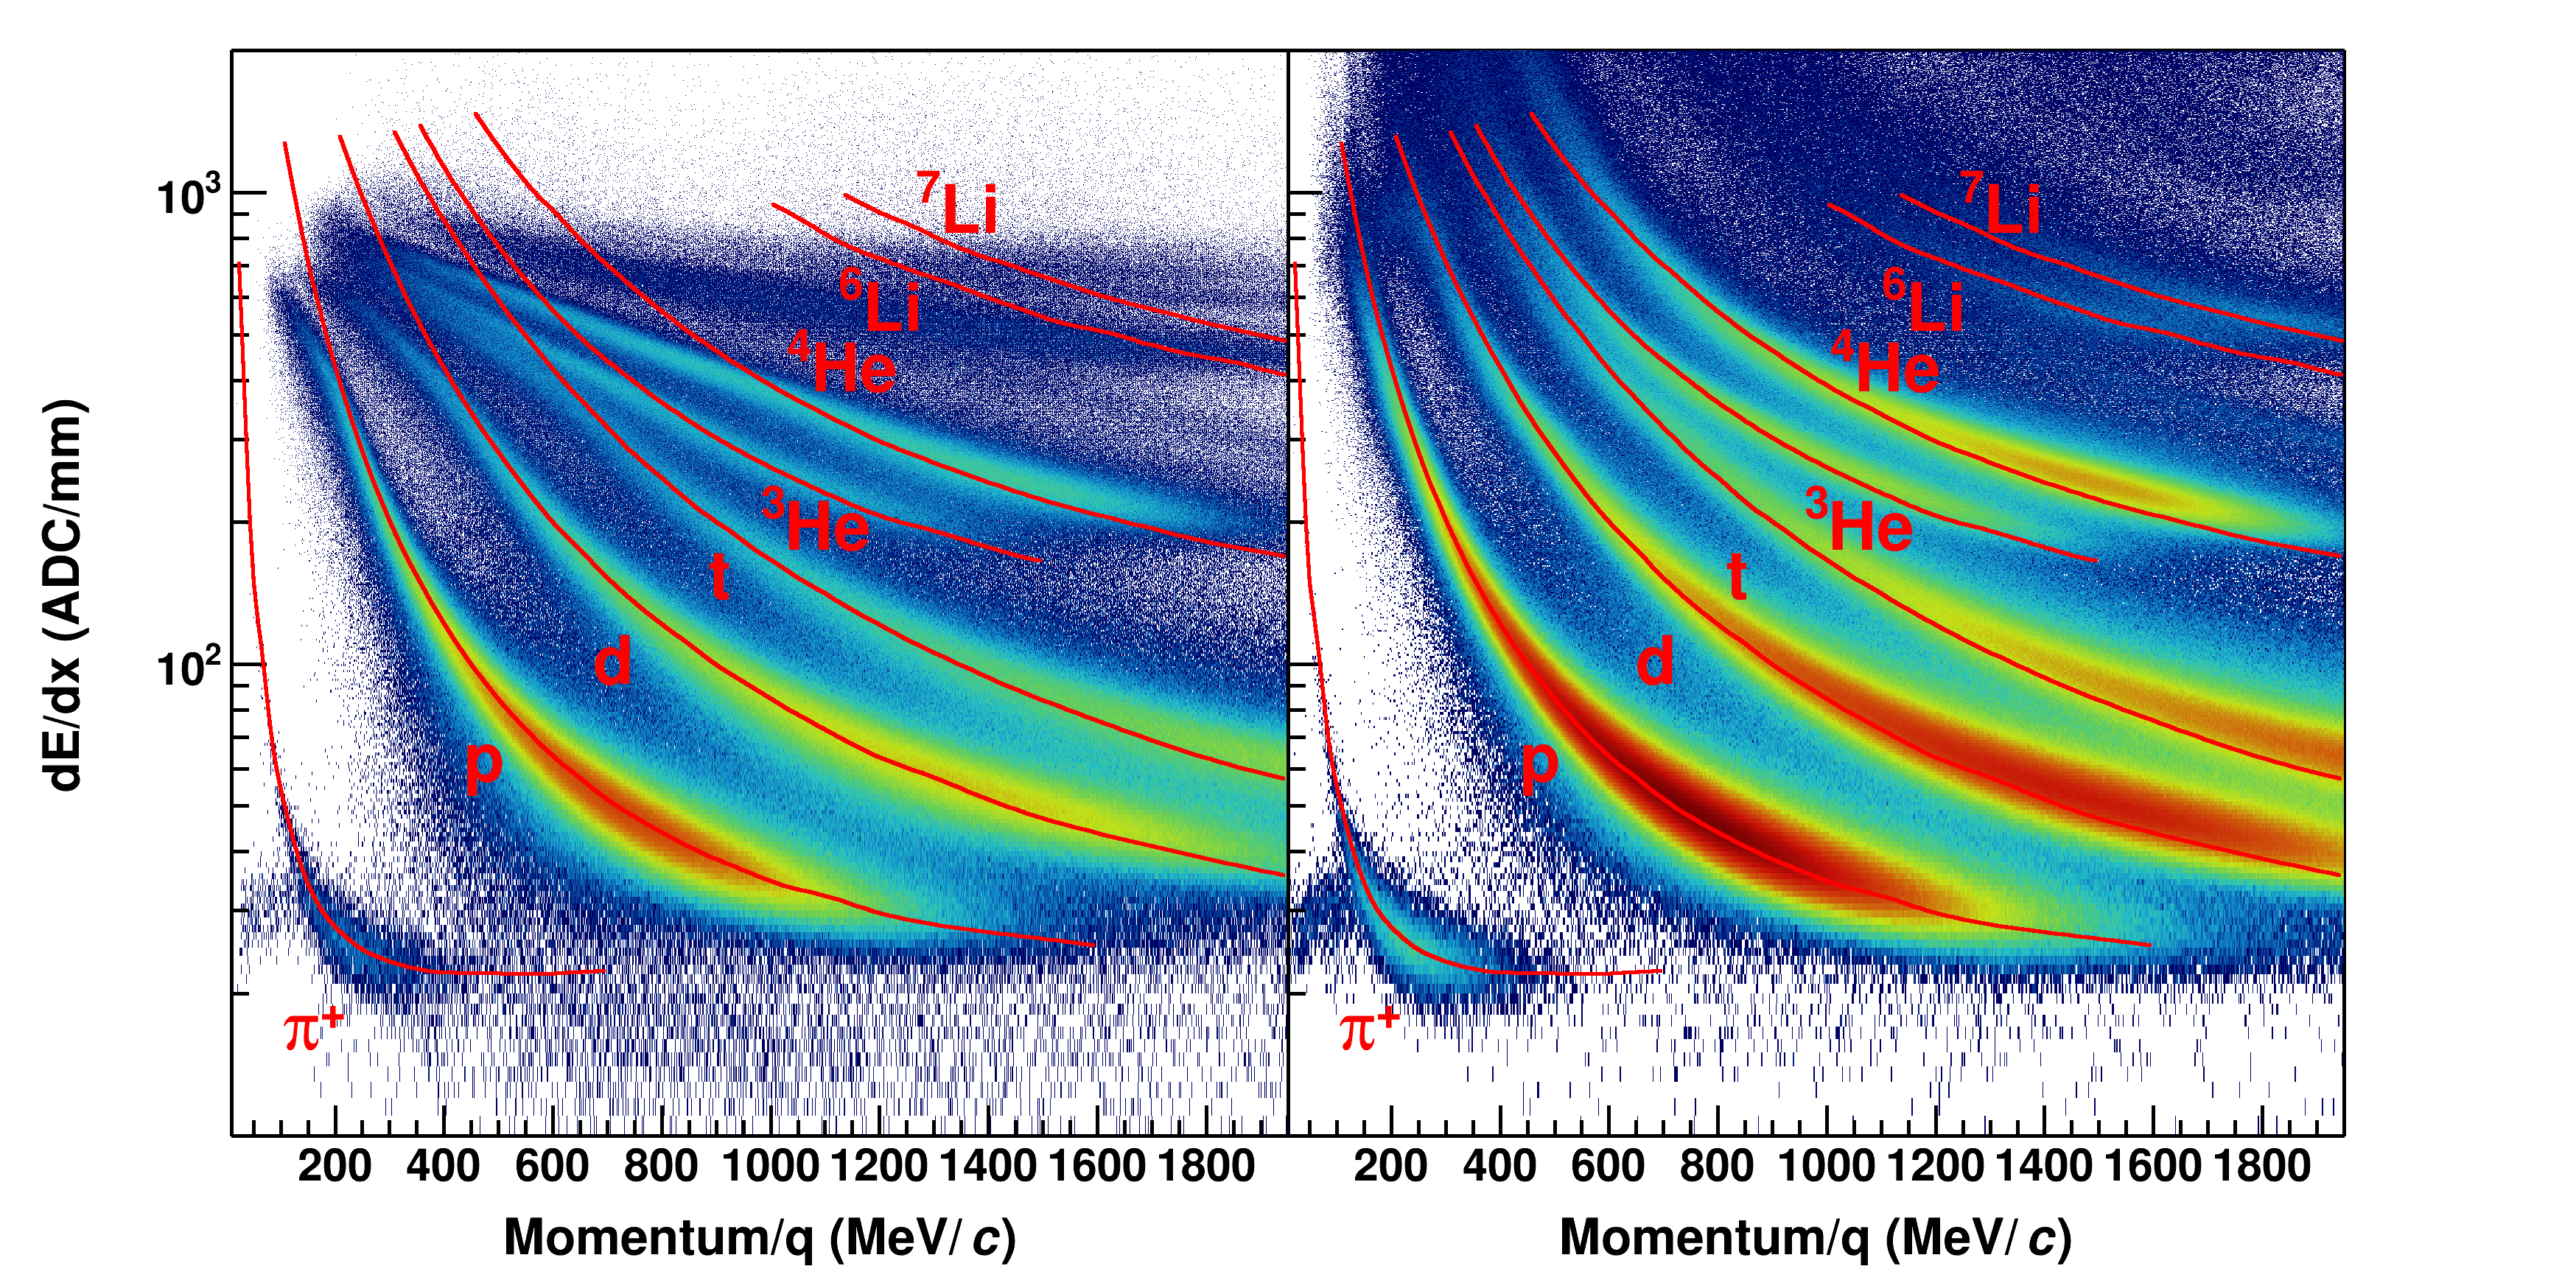 10³
10²
dE/dx (ADC/mm)
⁷Li
⁶Li
⁴He
³He
t
d
p
π⁺
200 400 600 800 1000 1200 1400 1600 1800
Momentum/q (MeV/c)
⁷Li
⁶Li
⁴He
³He
t
d
p
π⁺
200 400 600 800 1000 1200 1400 1600 1800
Momentum/q (MeV/c)